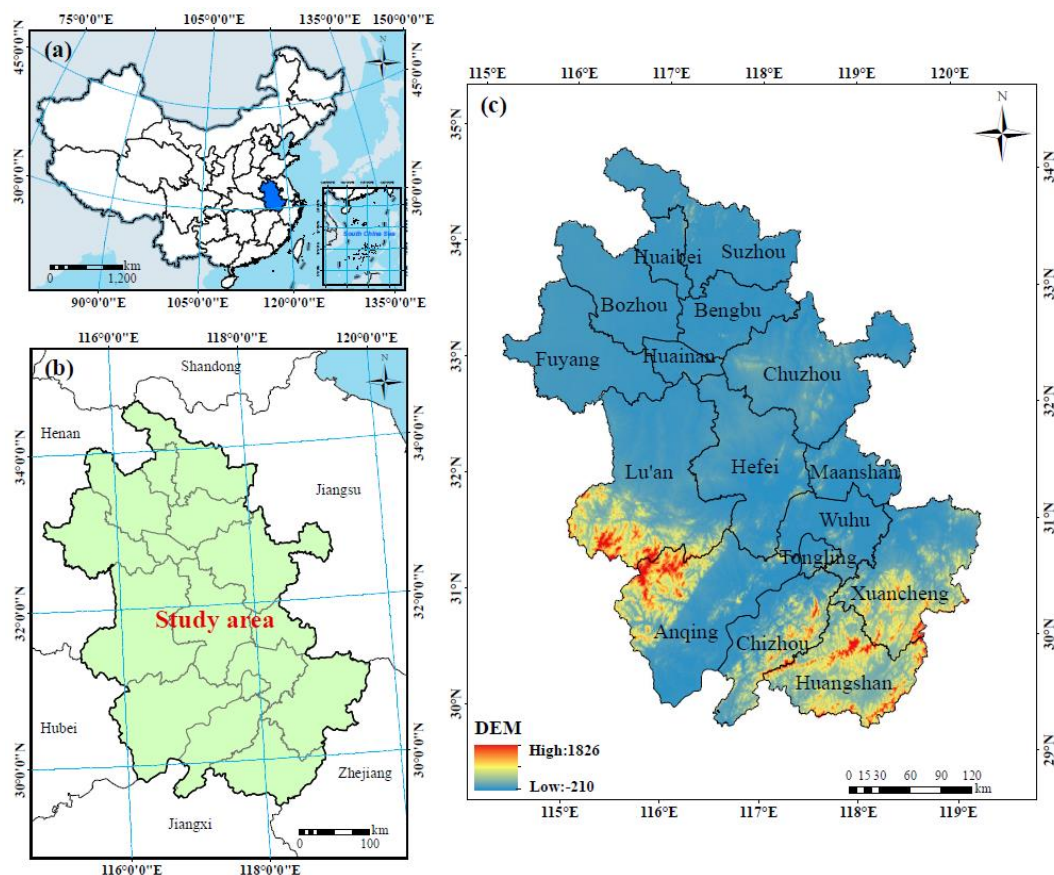 75°0'0"E 105°0'0"E 135°0'0"E 150°0'0"E
(a)
N
45°0'0"N
45°0'0"N
30°0'0"N
30°0'0"N
South China Sea
km
0 1,200
90°0'0"E 105°0'0"E 120°0'0"E 135°0'0"E
116°0'0"E 118°0'0"E 120°0'0"E
(b)
N
Shandong
Henan
34°0'0"N
34°0'0"N
Jiangsu
32°0'0"N
32°0'0"N
Study area
Hubei
30°0'0"N
30°0'0"N
Zhejiang
Jiangxi
km
0 100
116°0'0"E 118°0'0"E
115°E 116°E 117°E 118°E 119°E 120°E
(c)
N
35°N
34°N
34°N
Huaibei
Suzhou
33°N
Bozhou
Bengbu
Fuyang
Huainan
33°N
Chuzhou
32°N
Lu'an
Hefei
Maanshan
32°N
31°N
Wuhu
Tongling
31°N
Xuancheng
30°N
Anqing
Chizhou
Huangshan
30°N
29°N
DEM
High:1826
Low:-210
km
0 15 30 60 90 120
115°E 116°E 117°E 118°E 119°E